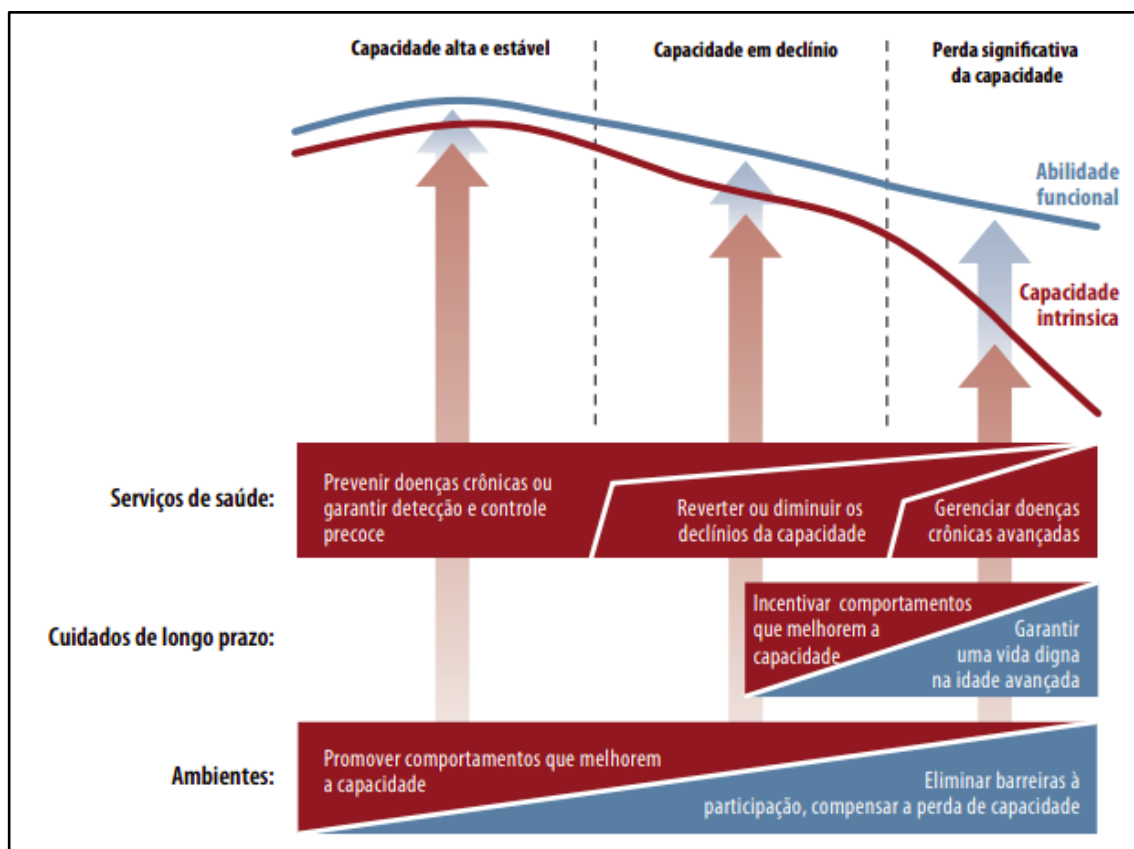 Capacidade alta e estável
Capacidade em declínio
Perda significativa
da capacidade
Abilidade
funcional
Capacidade
intrinsica
Serviços de saúde:
Prevenir doenças crônicas ou
garantir detecção e controle
precoce
Reverter ou diminuir os
declínios da capacidade
Gerenciar doenças
crônicas avançadas
Cuidados de longo prazo:
Incentivar comportamentos
que melhorem a
capacidade
Garantir
uma vida digna
na idade avançada
Ambientes:
Promover comportamentos que melhorem
a capacidade
Eliminar barreiras à
participação, compensar a perda de capacidade